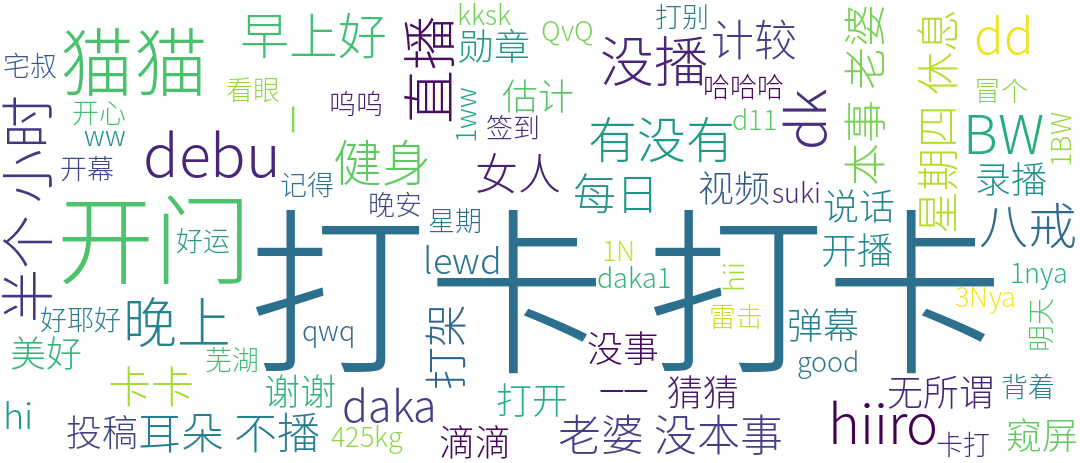 宅叔
猫猫
早上好
直播
kksk
勋章
QvQ
打别
没播
计较
老婆
休息
dd
看眼
开心
呜呜
1ww
签到
估计
哈哈哈
d11
dk
冒个
ww
半个小时
开幕
debu
健身
女人
有没有
本事
星期四
BW
1BW
记得
晚安
每日
视频
suki
录播
开门
好运
打卡打卡
星期
说话
八戒
lewd
1N
daka1
hii
开播
1nya
3Nya
好耶好
晚上
qwq
打架
雷击
弹幕
明天
美好
芜湖
没事
good
卡卡
谢谢
daka
打开
一一
猜猜
无所谓
背着
hi
投稿
耳朵
不播
425kg
滴滴
老婆
没本事
hiiro
卡打
窥屏